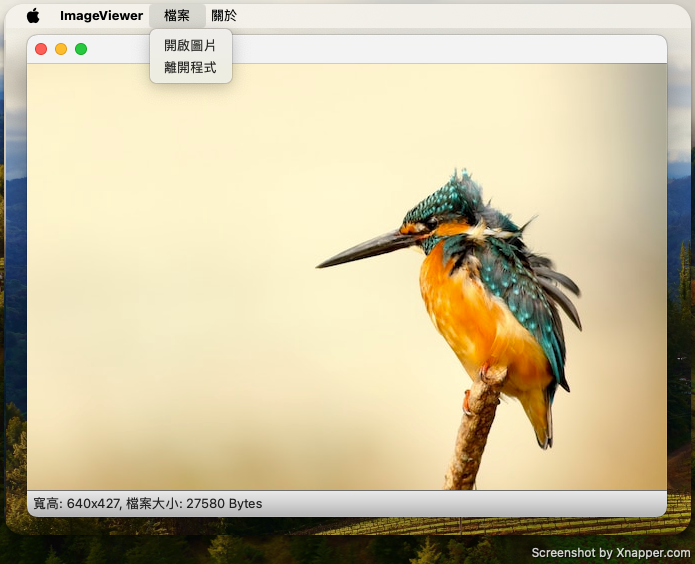 ImageViewer 檔案 關於
開啟圖片
離開程式
寬高: 640x427, 檔案大小: 27580 Bytes
Screenshot by Xnapper.com